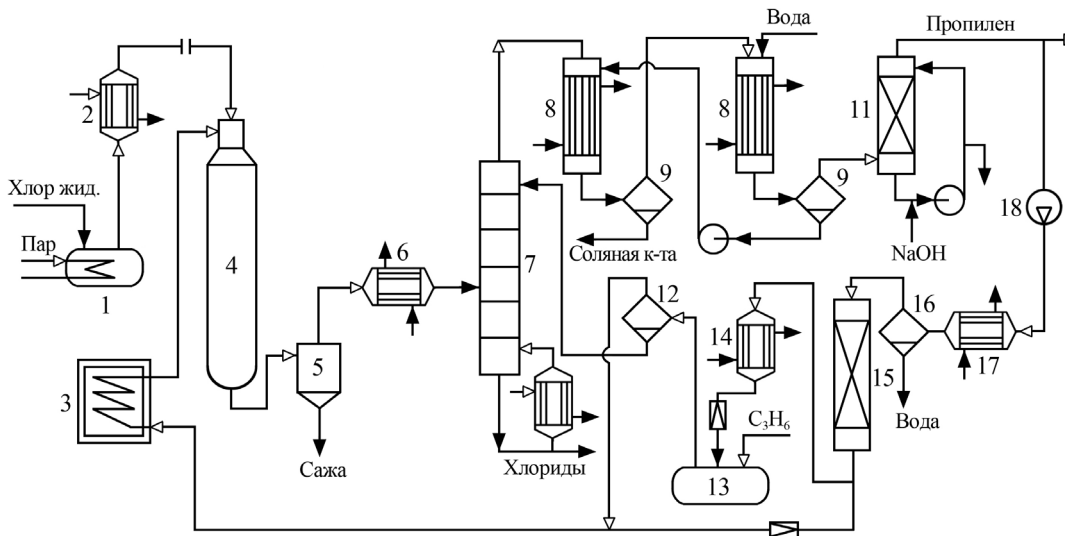 Вода
Пропилен
2
8
8
11
Хлор жид.
9
9
18
Пар
4
6
7
Соляная к-та
NaOH
1
12
16
14
5
15
17
3
C₃H₆
Вода
Сажа
Хлориды
13